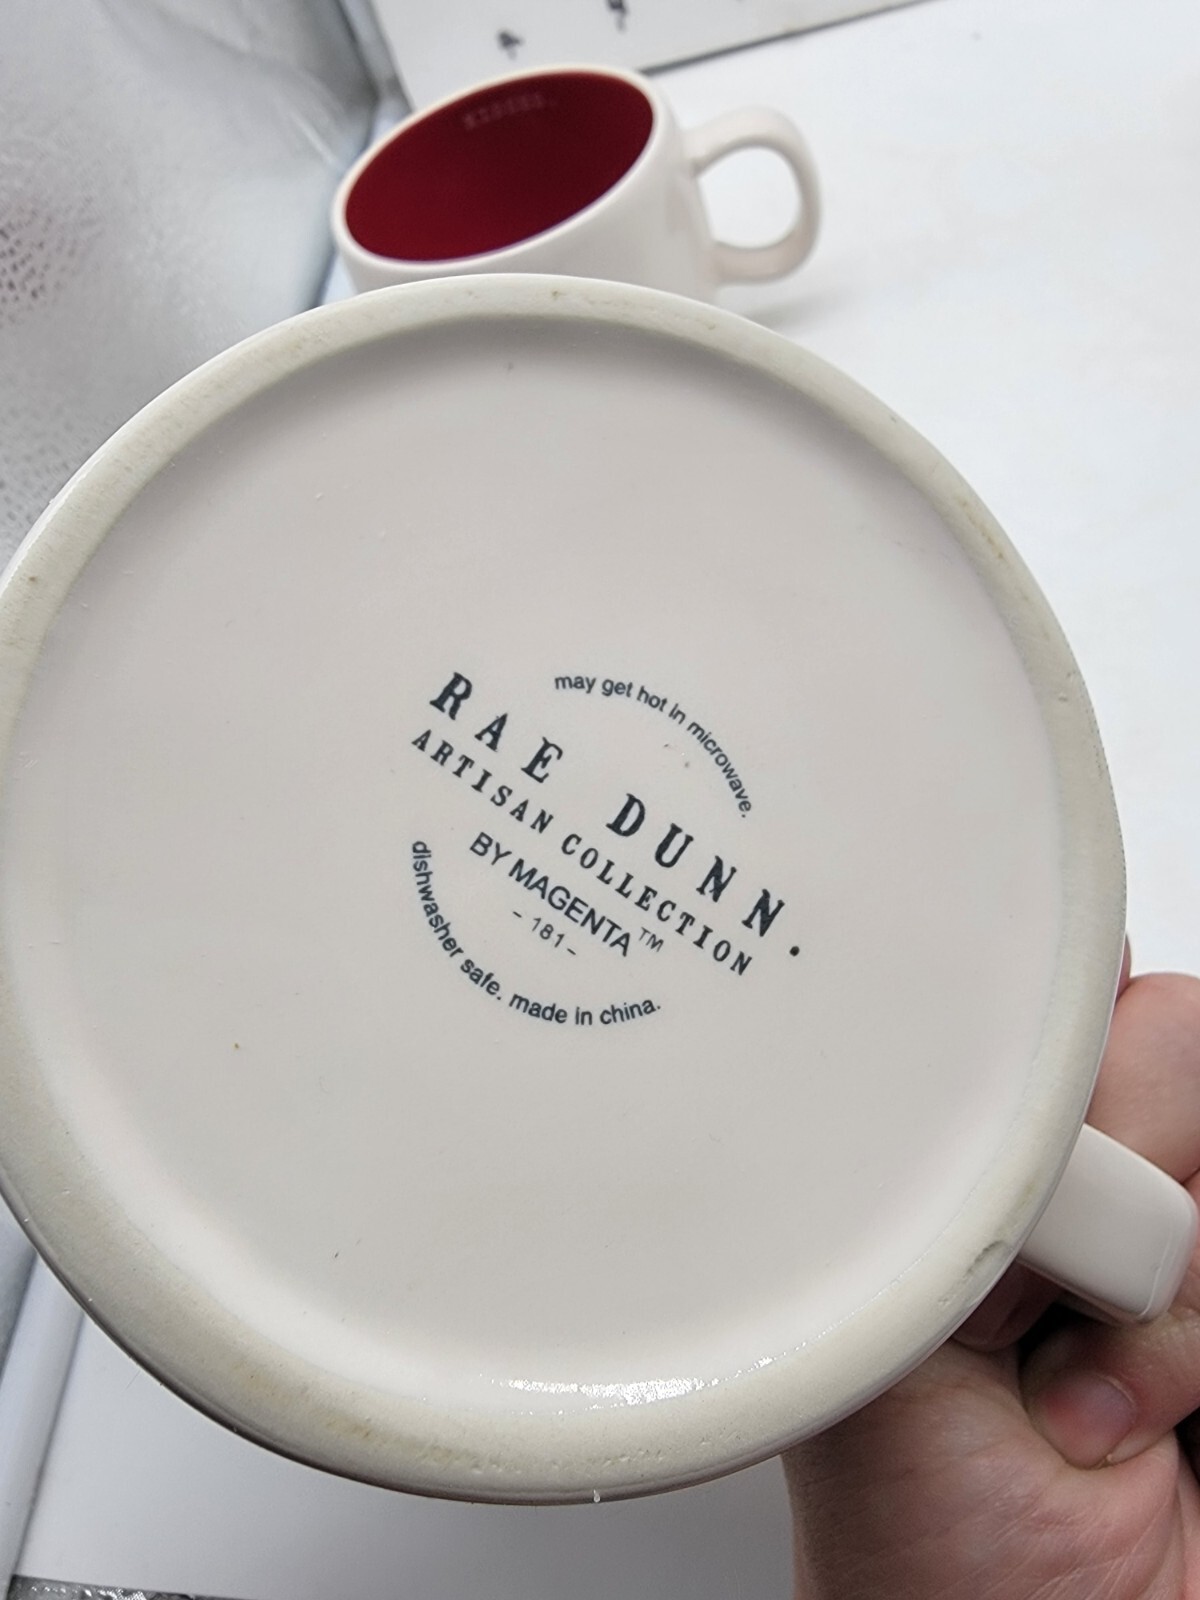 may get hot in microwave.
RAE DUNN.
ARTISAN COLLECTION
BY MAGENTA™
- 181 -
dishwasher safe. made in china.